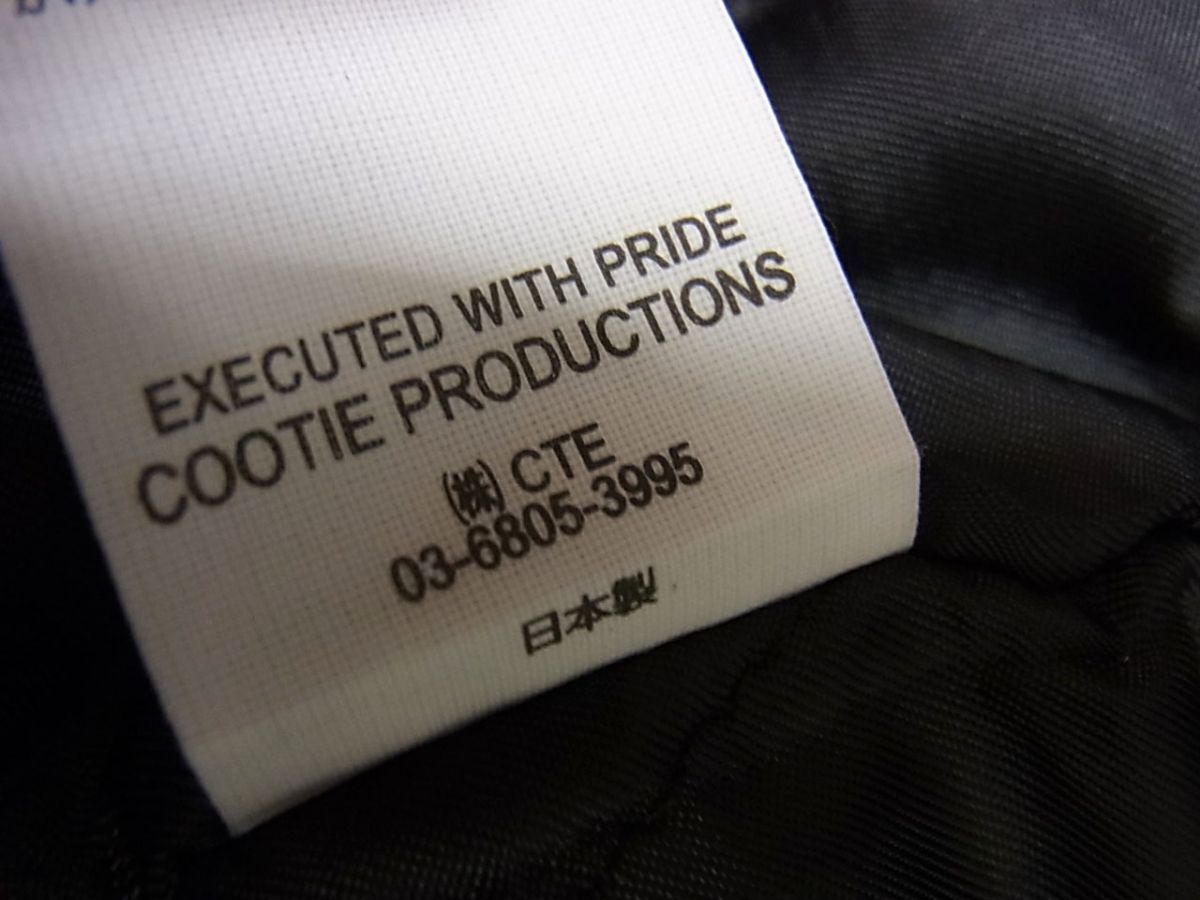 EXECUTED WITH PRIDE
COOTIE PRODUCTIONS
(株) CTE
03-6805-3995
日本製